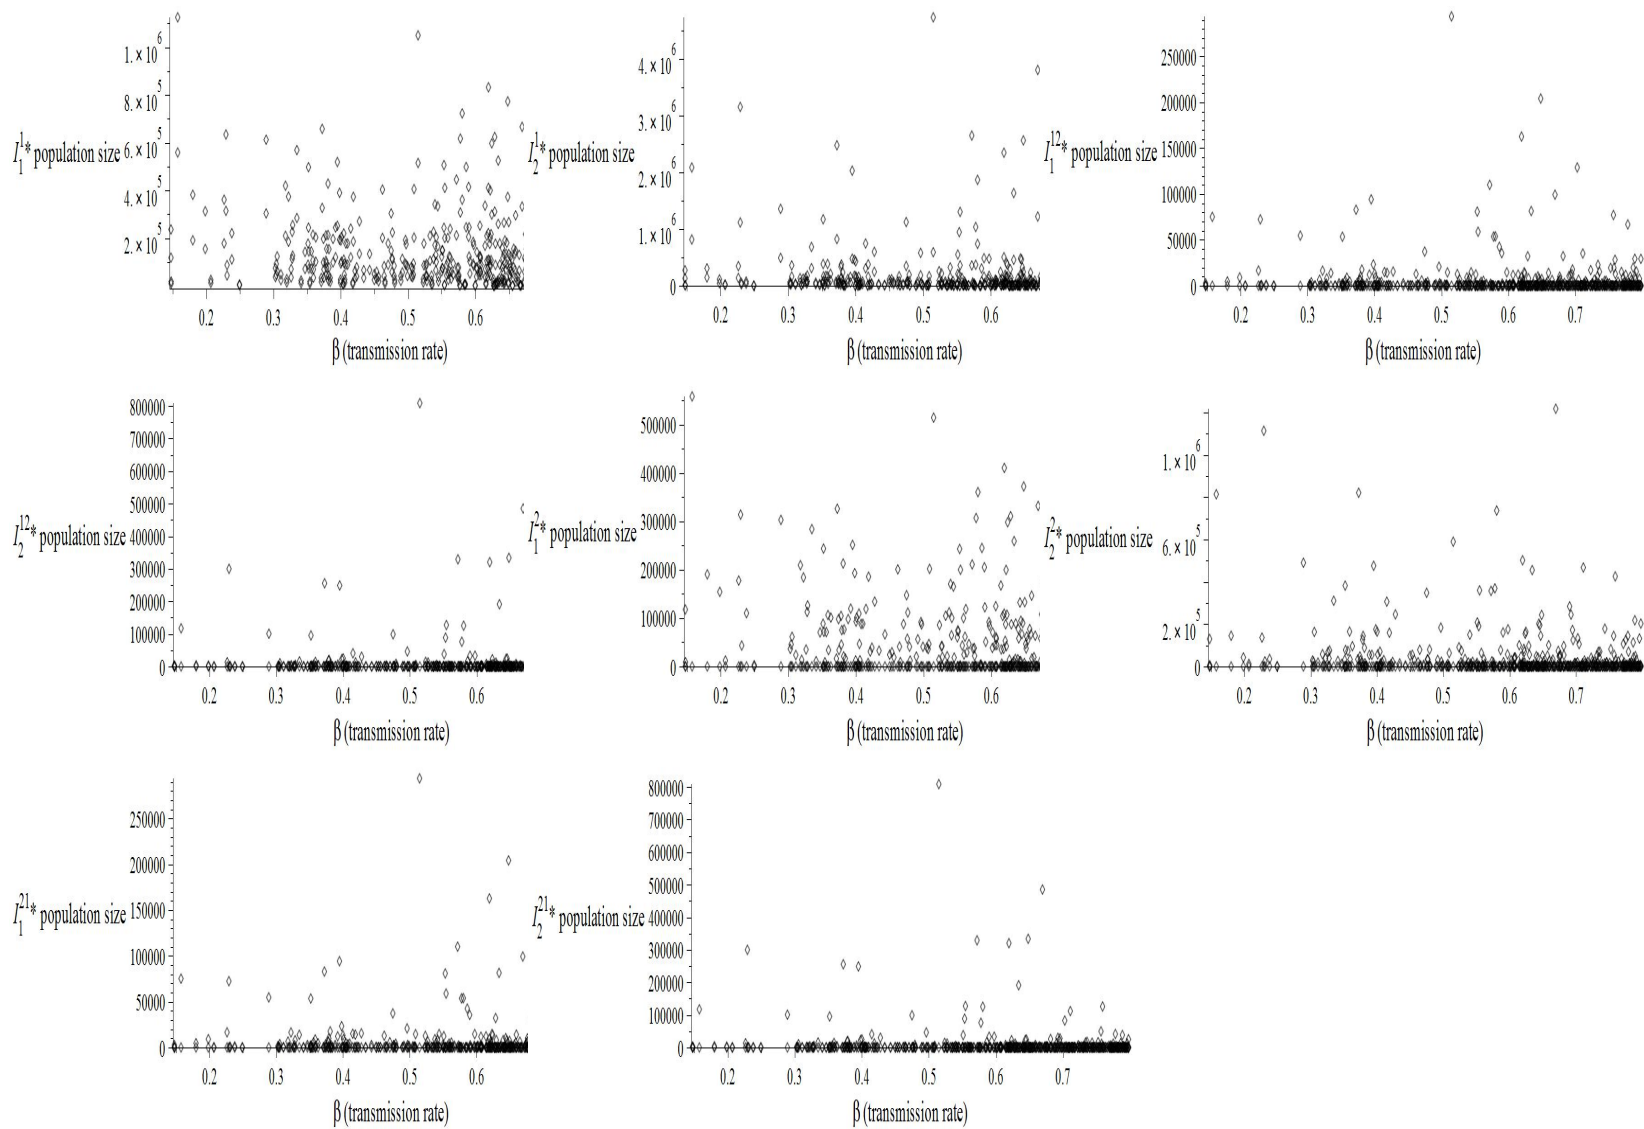 1. × 10^6
8. × 10^5
I_1^1* population size 6. × 10^5
4. × 10^5
2. × 10^5
0.2 0.3 0.4 0.5 0.6
β (transmission rate)
4. × 10^6
3. × 10^6
I_2^1* population size
2. × 10^6
1. × 10^6
0
0.2 0.3 0.4 0.5 0.6
β (transmission rate)
250000
200000
I_1^12* population size 150000
100000
50000
0
0.2 0.3 0.4 0.5 0.6 0.7
β (transmission rate)
800000
700000
600000
500000
I_2^12* population size 400000
300000
200000
100000
0
0.2 0.3 0.4 0.5 0.6
β (transmission rate)
500000
400000
I_1^2* population size 300000
200000
100000
0
0.2 0.3 0.4 0.5 0.6
β (transmission rate)
1. × 10^6
I_2^2* population size 6. × 10^5
2. × 10^5
0
0.2 0.3 0.4 0.5 0.6 0.7
β (transmission rate)
250000
200000
I_1^21* population size 150000
100000
50000
0
0.2 0.3 0.4 0.5 0.6
β (transmission rate)
800000
700000
600000
500000
I_2^21* population size 400000
300000
200000
100000
0
0.2 0.3 0.4 0.5 0.6 0.7
β (transmission rate)